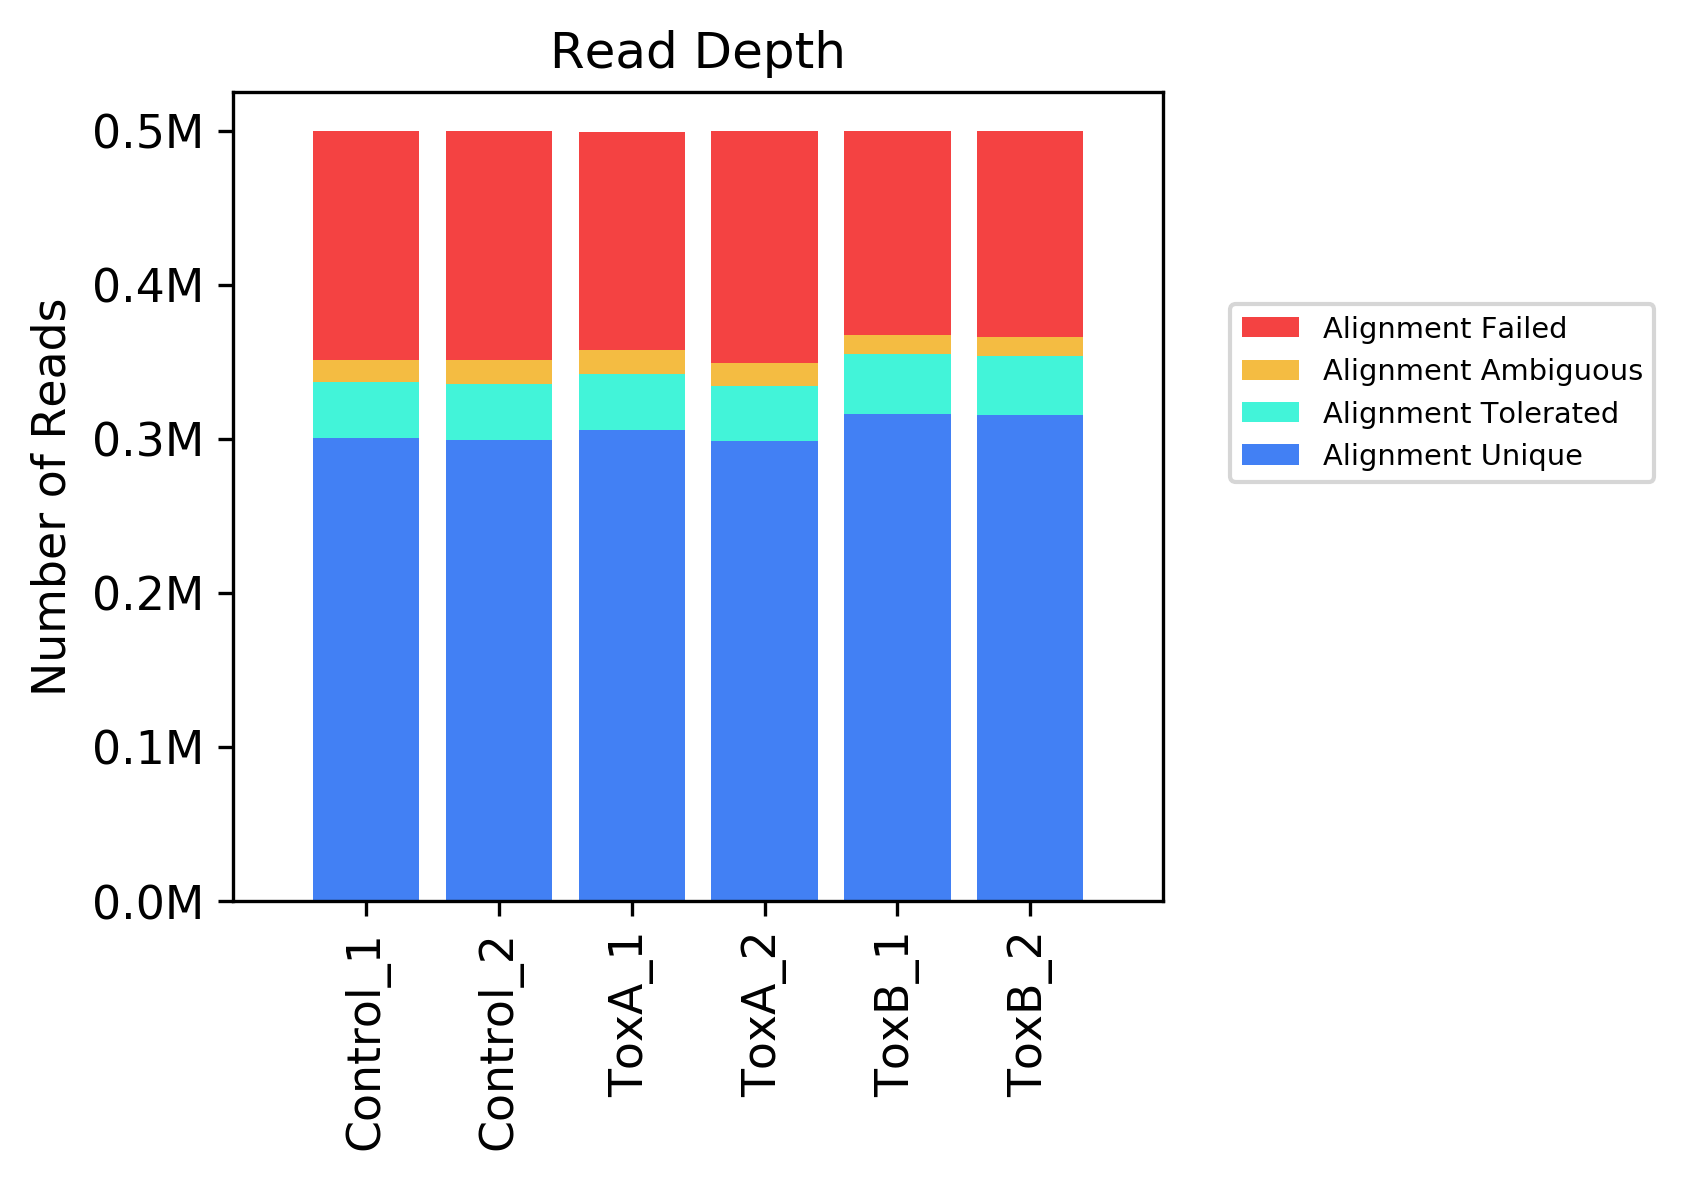 Read Depth
Number of Reads
0.5M
0.4M
0.3M
0.2M
0.1M
0.0M
Control_1
Control_2
ToxA_1
ToxA_2
ToxB_1
ToxB_2
Alignment Failed
Alignment Ambiguous
Alignment Tolerated
Alignment Unique